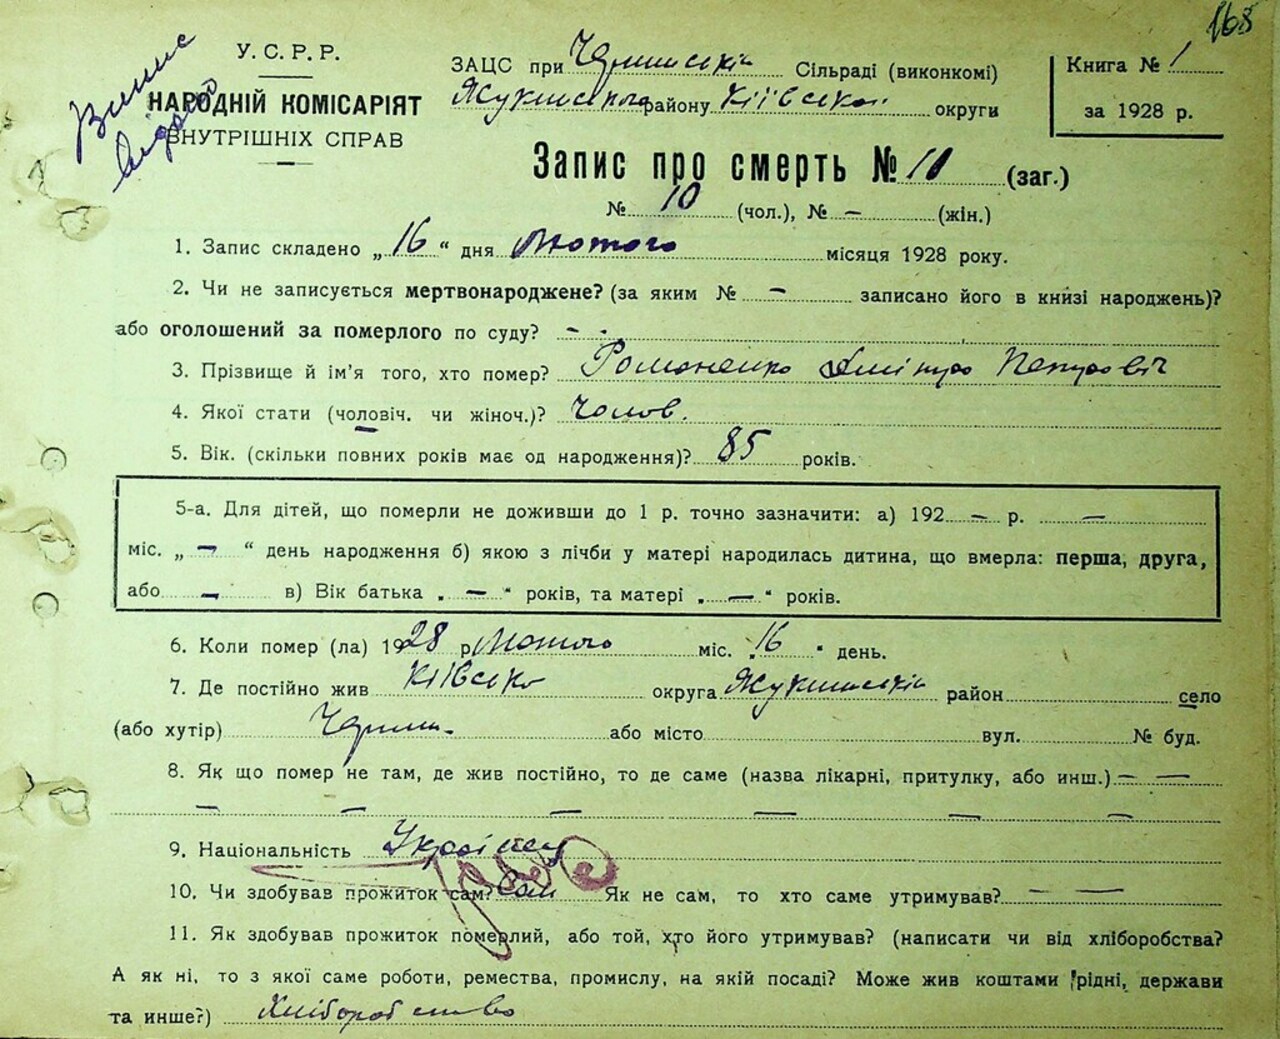 168
Випис
видано
У. С. Р. Р.
НАРОДНІЙ КОМІСАРІЯТ
ВНУТРІШНІХ СПРАВ
ЗАЦС при Сільраді (виконкомі)
району Київської округи
Книга № 1
за 1928 р.
Запис про смерть № 10 (заг.)
№ 10 (чол.), № – (жін.)
1. Запис складено „ 16 “ дня Лютого місяця 1928 року.
2. Чи не записується мертвонароджене? (за яким № – записано його в книзі народжень)?
або оголошений за померлого по суду? –
3. Прізвище й ім'я того, хто помер? Романенко Дмітро Петрович
4. Якої стати (чоловіч. чи жіноч.)? Чолов.
5. Вік. (скільки повних років має од народження)? 85 років.
5-а. Для дітей, що померли не доживши до 1 р. точно зазначити: а) 192 – р. –
міс. „ – “ день народження б) якою з лічби у матері народилась дитина, що вмерла: перша, друга,
або – в) Вік батька „ – “ років, та матері „ – “ років.
6. Коли помер (ла) 1928 р. Лютого міс. „ 16 “ день.
7. Де постійно жив Київсько округа район село
(або хутір) або місто вул. № буд.
8. Як що помер не там, де жив постійно, то де саме (назва лікарні, притулку, або инш.) – –
– – – – – –
9. Національність Українец
10. Чи здобував прожиток сам? Сам Як не сам, то хто саме утримував? – –
11. Як здобував прожиток померлий, або той, хто його утримував? (написати чи від хліборобства?
А як ні, то з якої саме роботи, ремества, промислу, на якій посаді? Може жив коштами рідні, держави
та инше?) Хліборобство